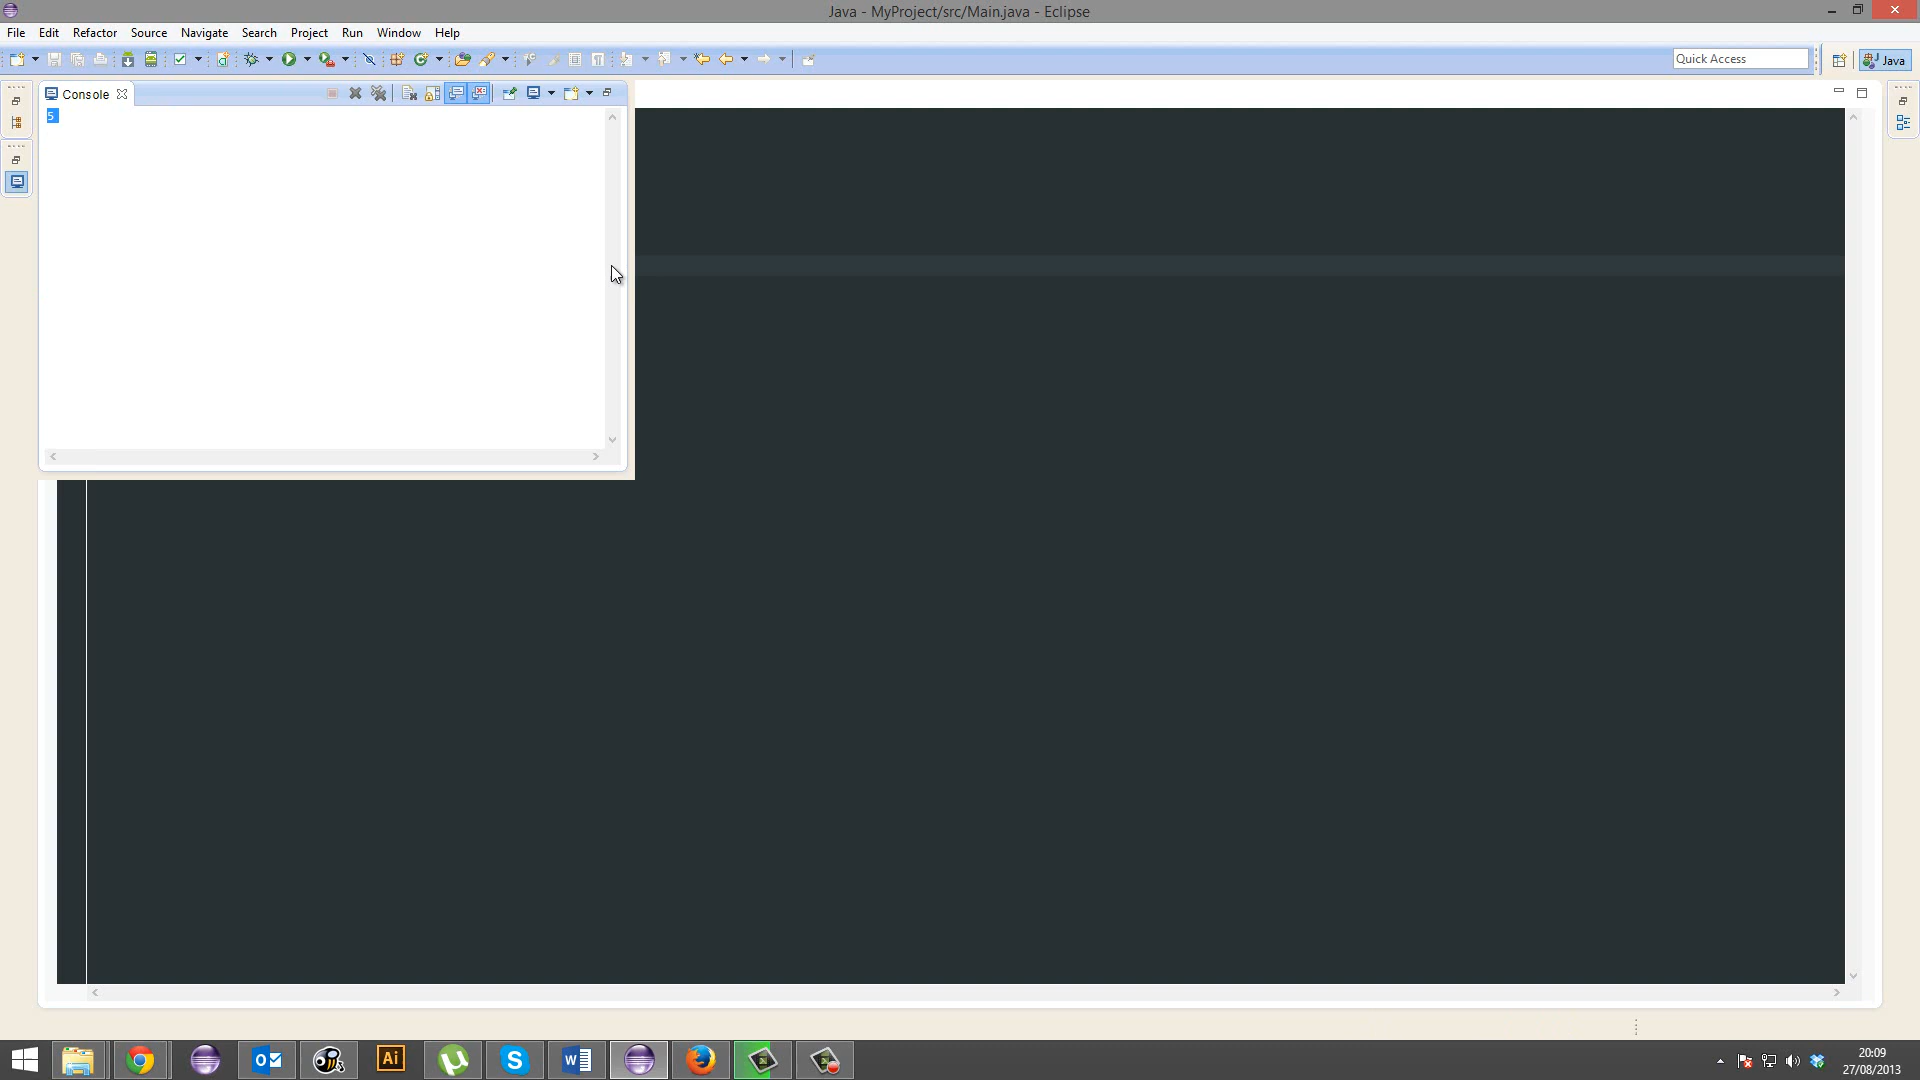 Java - MyProject/src/Main.java - Eclipse
File Edit Refactor Source Navigate Search Project Run Window Help
Quick Access
Java
Console
5
Ai
20:09
27/08/2013